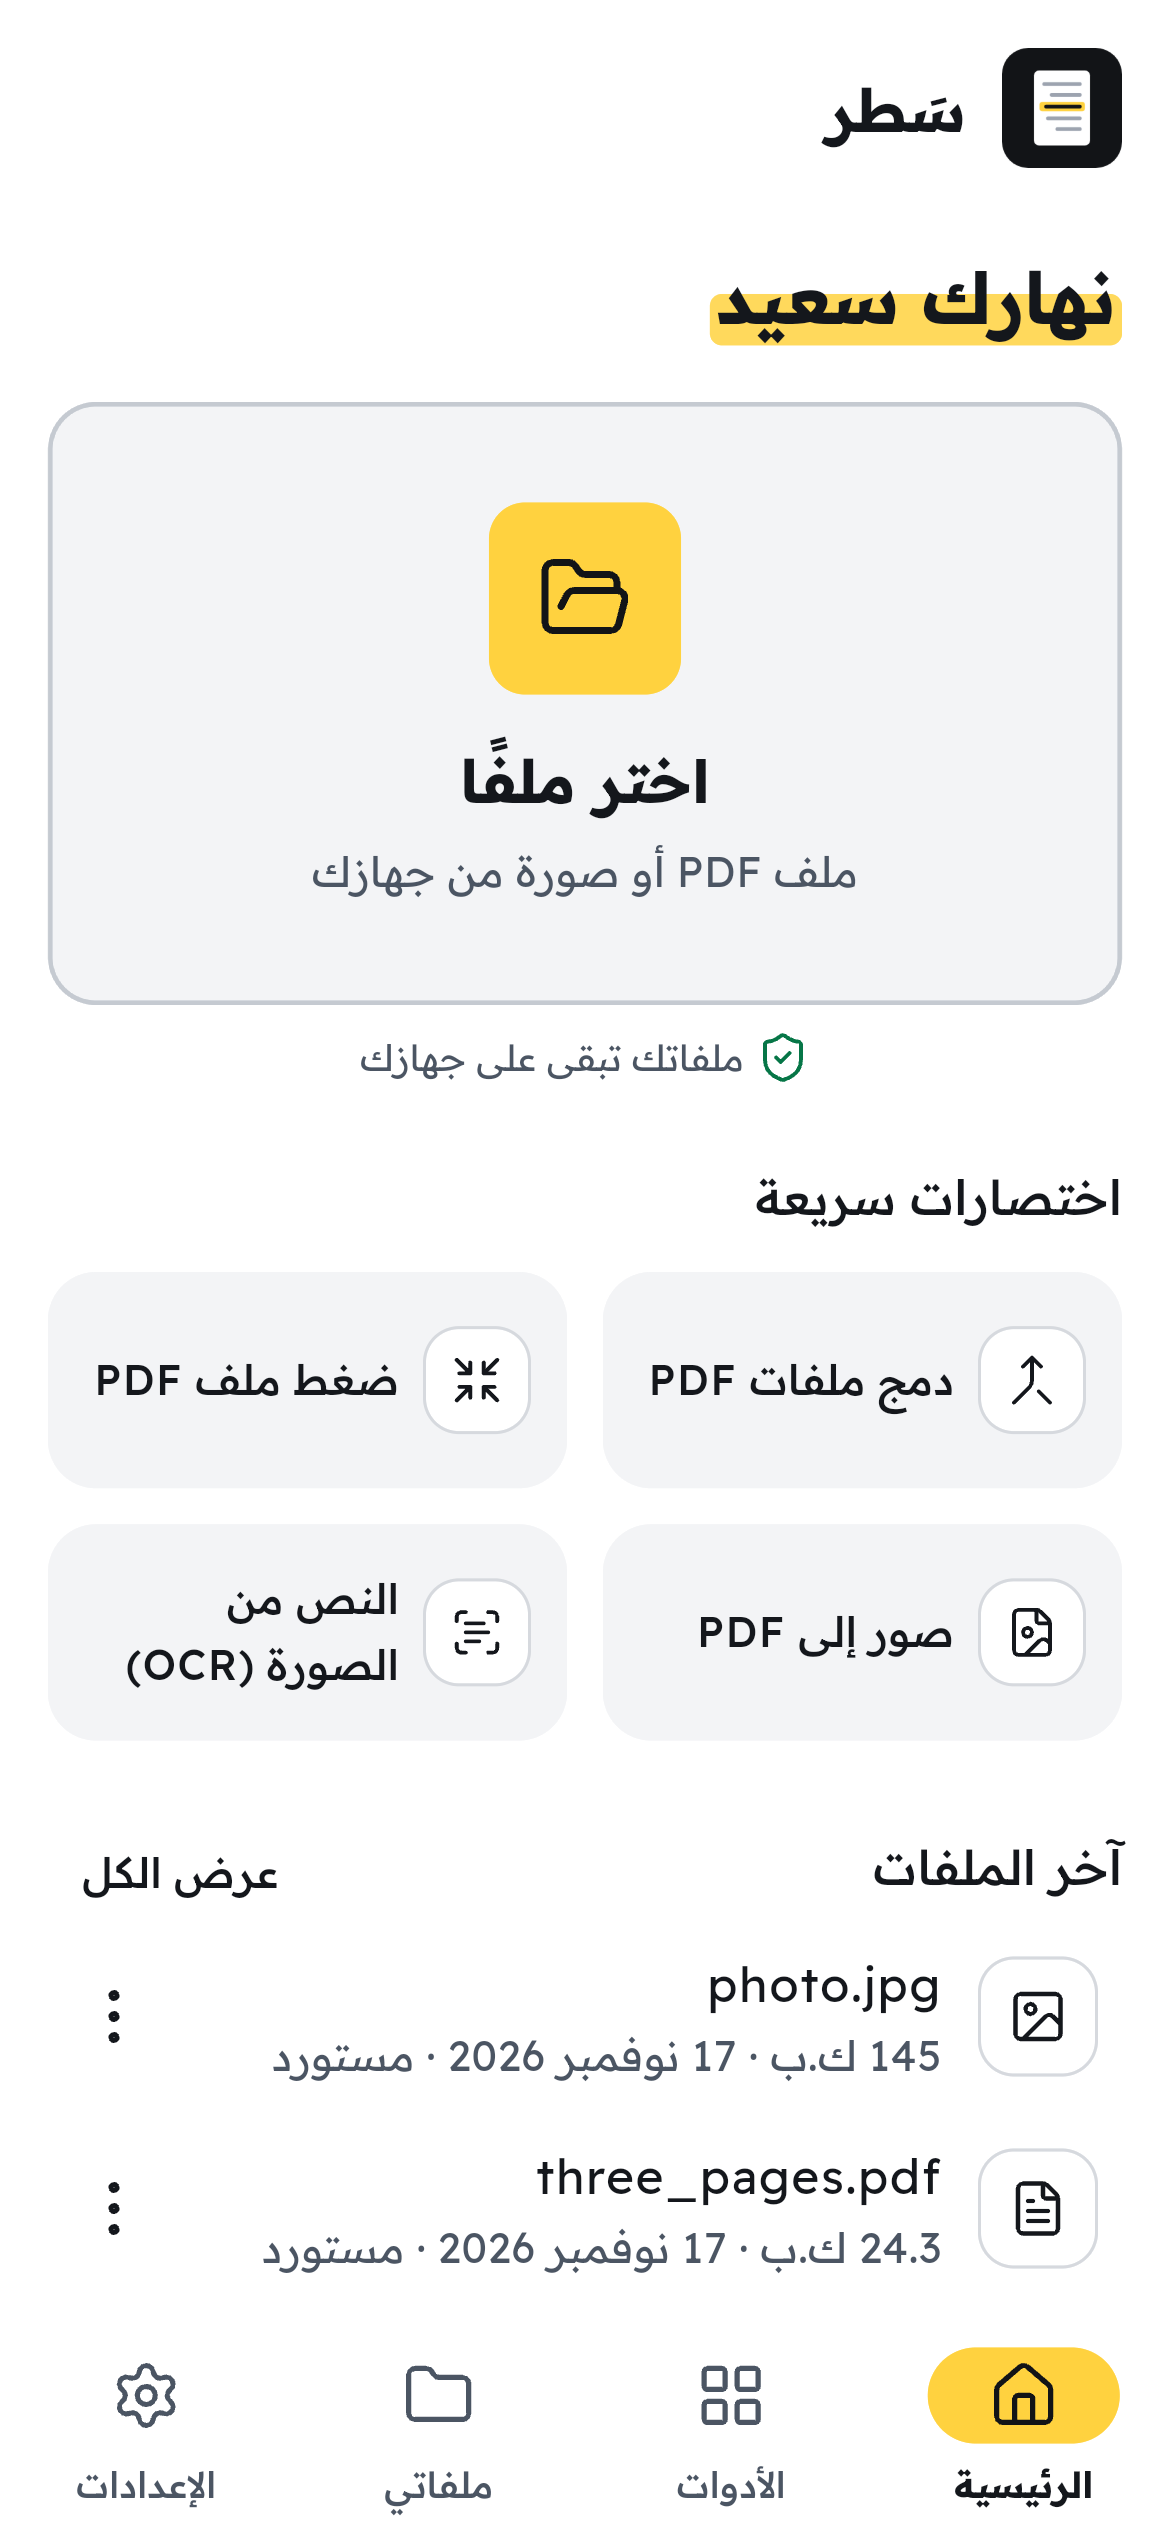 سَطر
نهارك سعيد
اختر ملفًا
ملف PDF أو صورة من جهازك
ملفاتك تبقى على جهازك
اختصارات سريعة
دمج ملفات PDF
ضغط ملف PDF
صور إلى PDF
النص من
الصورة (OCR)
آخر الملفات
عرض الكل
photo.jpg
145 ك.ب · 17 نوفمبر 2026 · مستورد
three_pages.pdf
24.3 ك.ب · 17 نوفمبر 2026 · مستورد
الرئيسية
الأدوات
ملفاتي
الإعدادات